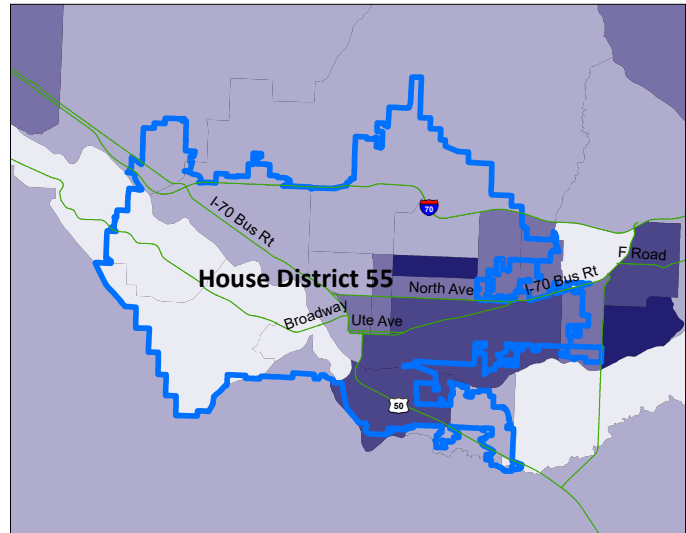 I-70 Bus Rt
70
F Road
House District 55
North Ave
I-70 Bus Rt
Broadway
Ute Ave
50